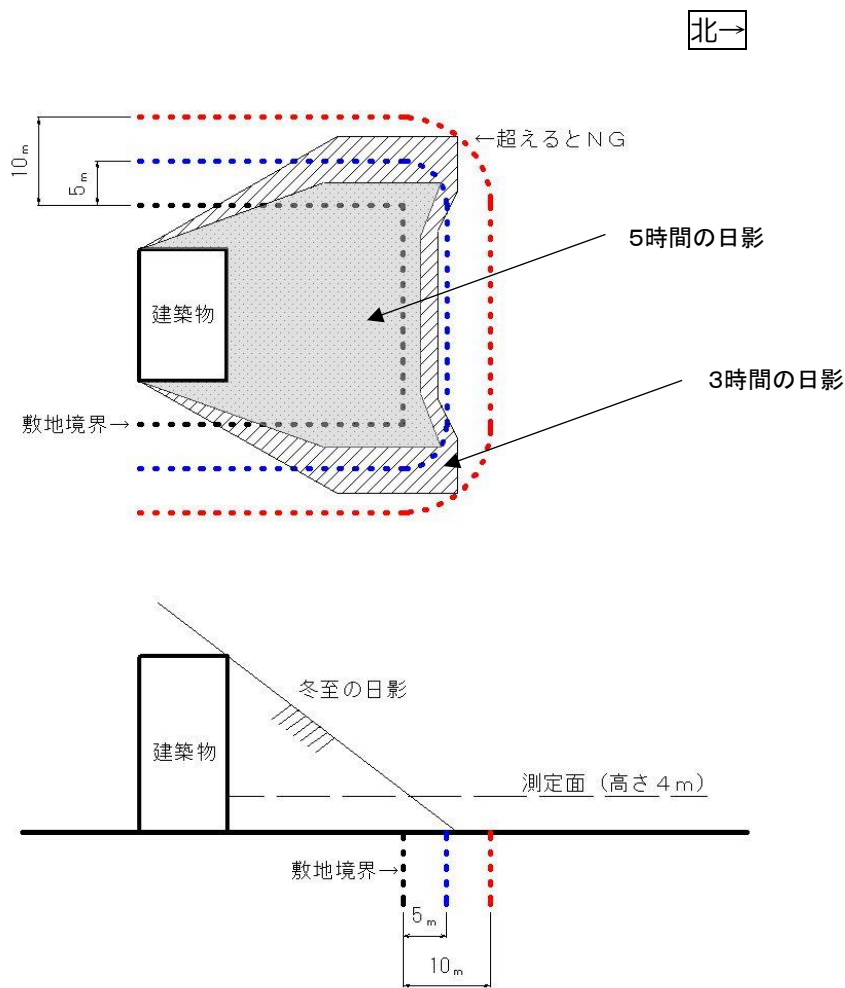 北→
←超えるとNG
10m
5m
5時間の日影
建築物
3時間の日影
敷地境界→
冬至の日影
建築物
測定面（高さ4m）
敷地境界→
5m
10m